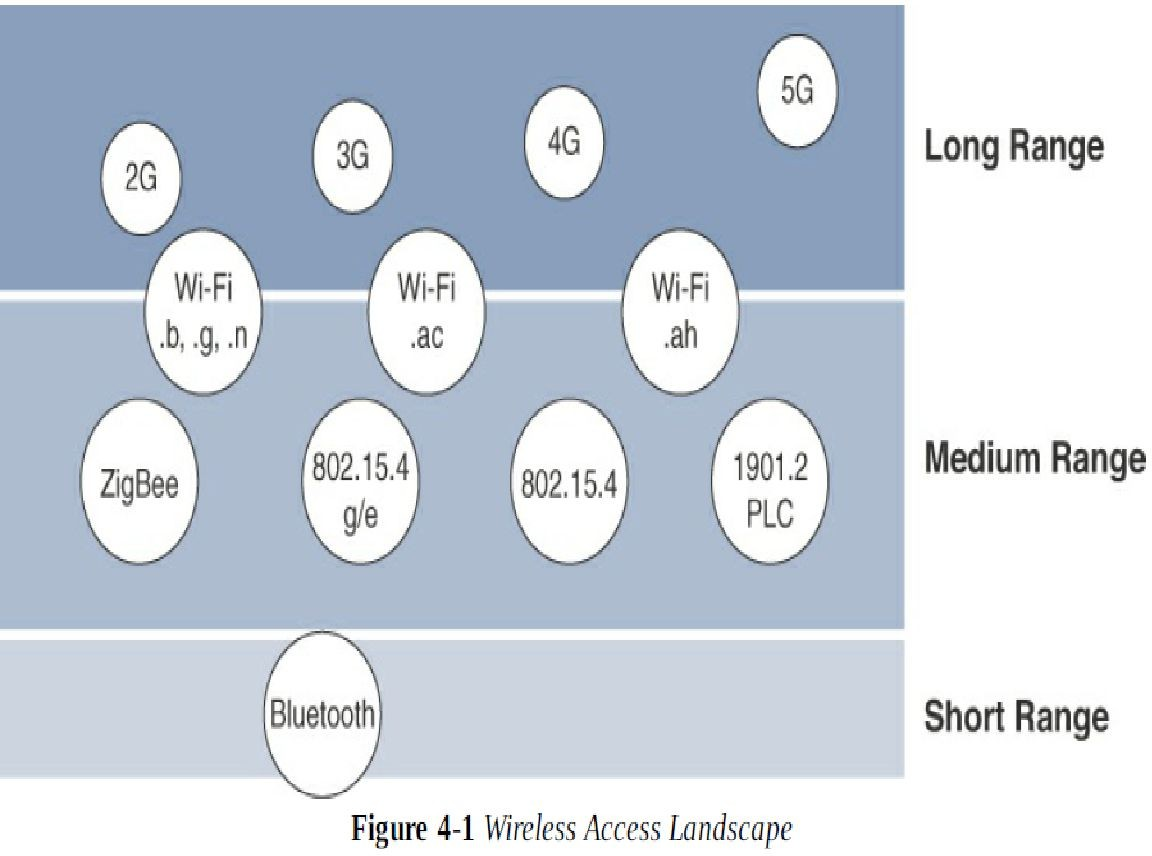 5G
4G
3G
2G
Long Range
Wi-Fi
.b, .g, .n
Wi-Fi
.ac
Wi-Fi
.ah
ZigBee
802.15.4
g/e
802.15.4
1901.2
PLC
Medium Range
Bluetooth
Short Range
Figure 4-1 Wireless Access Landscape